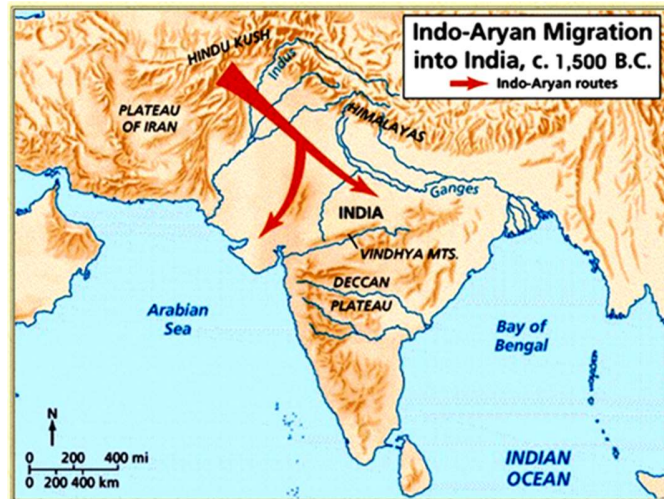 Indo-Aryan Migration
into India, c. 1,500 B.C.
Indo-Aryan routes
HINDU KUSH
Indus
PLATEAU
OF IRAN
HIMALAYAS
Ganges
INDIA
VINDHYA MTS.
DECCAN
PLATEAU
Arabian
Sea
Bay of
Bengal
N
0 200 400 mi
0 200 400 km
INDIAN
OCEAN